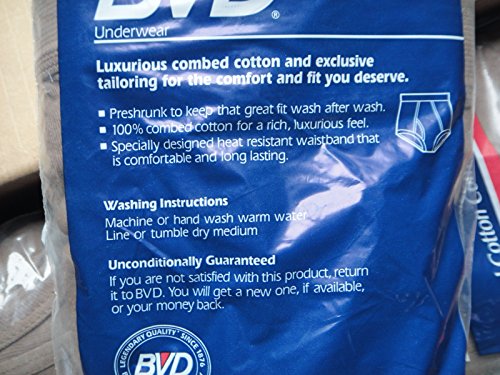 BVD®
Underwear
Luxurious combed cotton and exclusive
tailoring for the comfort and fit you deserve.
▪ Preshrunk to keep that great fit wash after wash.
▪ 100% combed cotton for a rich, luxurious feel.
▪ Specially designed heat resistant waistband that
is comfortable and long lasting.
Washing Instructions
Machine or hand wash warm water
Line or tumble dry medium
Unconditionally Guaranteed
If you are not satisfied with this product, return
it to BVD. You will get a new one, if available,
or your money back.
LEGENDARY QUALITY SINCE 1876
BVD
Cotton